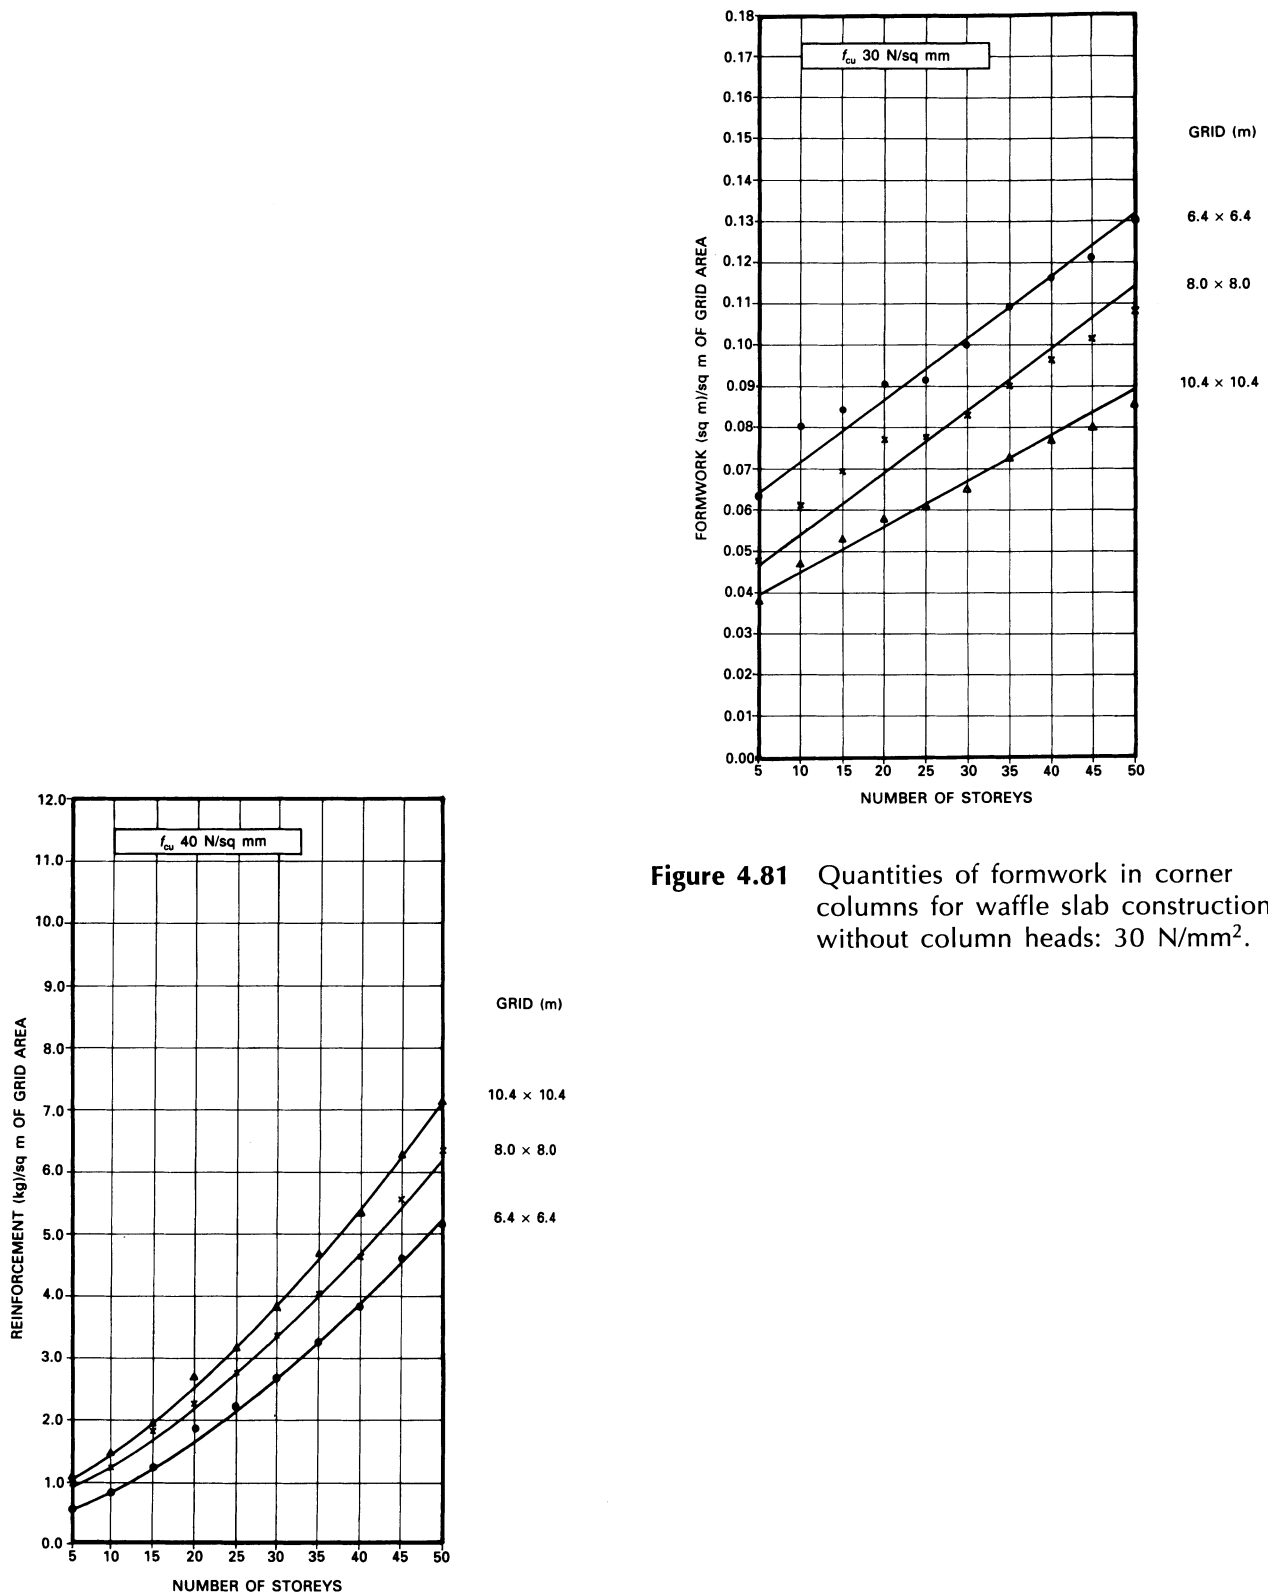 0.18
f_cu 30 N/sq mm
0.17
0.16
0.15
GRID (m)
0.14
0.13
6.4 × 6.4
0.12
8.0 × 8.0
0.11
0.10
10.4 × 10.4
0.09
0.08
0.07
0.06
0.05
0.04
0.03
0.02
0.01
0.00
FORMWORK (sq m)/sq m OF GRID AREA
5 10 15 20 25 30 35 40 45 50
NUMBER OF STOREYS
Figure 4.81 Quantities of formwork in corner
columns for waffle slab construction
without column heads: 30 N/mm².
12.0
f_cu 40 N/sq mm
11.0
10.0
9.0
GRID (m)
8.0
10.4 × 10.4
7.0
8.0 × 8.0
6.0
6.4 × 6.4
5.0
4.0
3.0
2.0
1.0
0.0
REINFORCEMENT (kg)/sq m OF GRID AREA
5 10 15 20 25 30 35 40 45 50
NUMBER OF STOREYS